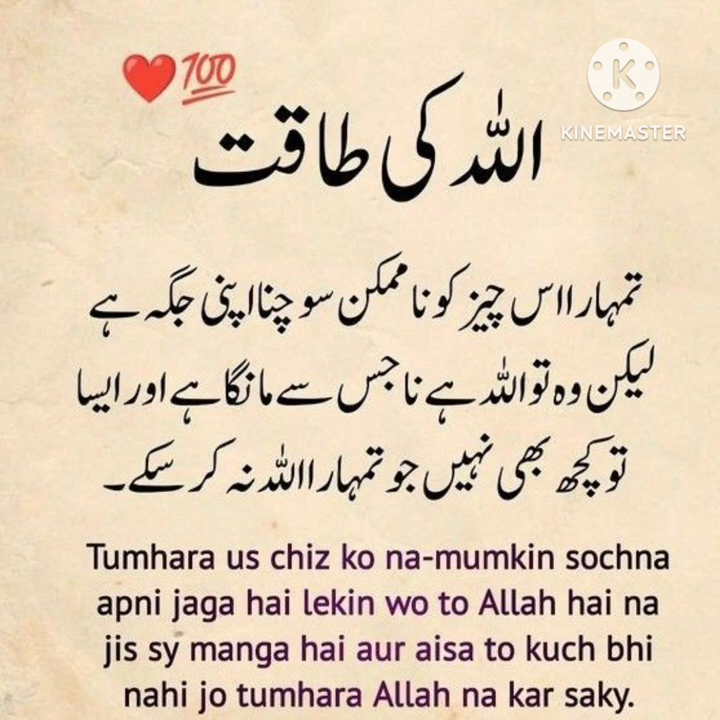 ❤️💯
KINEMASTER
اللہ کی طاقت
تمہارا اس چیز کو نا ممکن سوچنا اپنی جگہ ہے
لیکن وہ تو اللہ ہے نا جس سے مانگا ہے اور ایسا
تو کچھ بھی نہیں جو تمہارا اللہ نہ کر سکے۔
Tumhara us chiz ko na-mumkin sochna
apni jaga hai lekin wo to Allah hai na
jis sy manga hai aur aisa to kuch bhi
nahi jo tumhara Allah na kar saky.